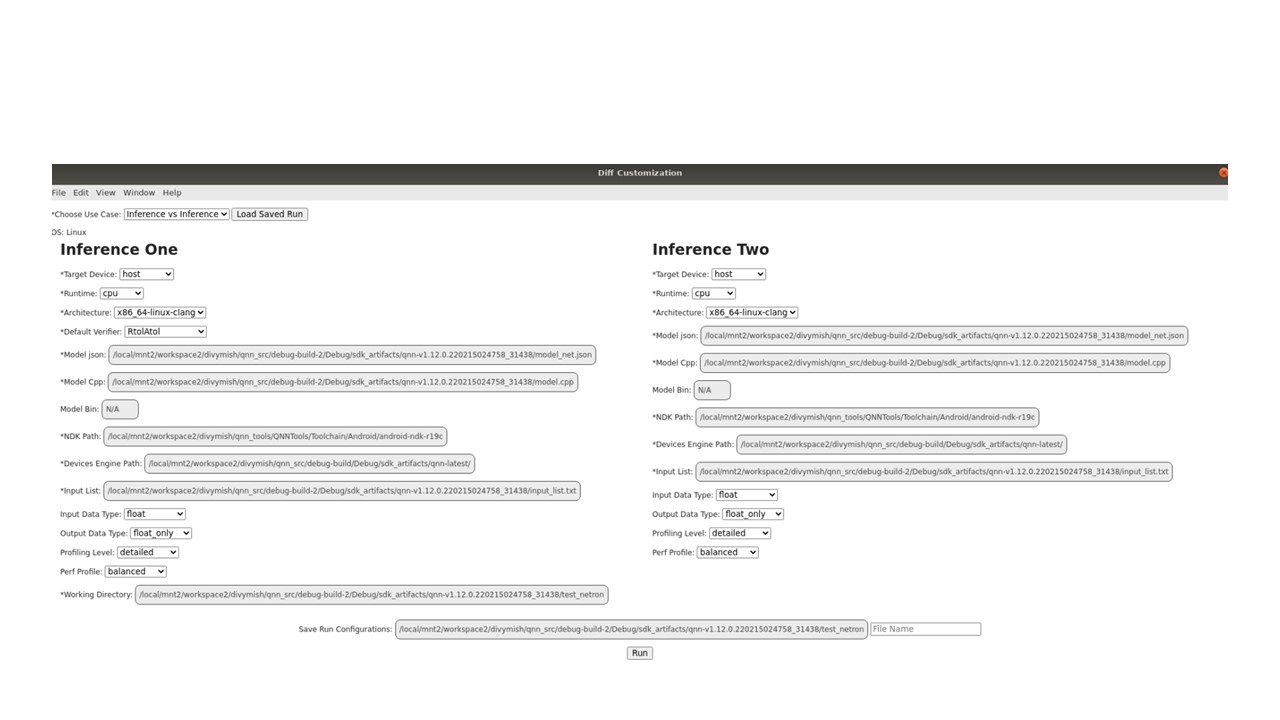 Diff Customization
File Edit View Window Help
*Choose Use Case: Inference vs Inference Load Saved Run
OS: Linux
Inference One
*Target Device: host
*Runtime: cpu
*Architecture: x86_64-linux-clang
*Default Verifier: RtolAtol
*Model json: /local/mnt2/workspace2/divymish/qnn_src/debug-build-2/Debug/sdk_artifacts/qnn-v1.12.0.220215024758_31438/model_net.json
*Model Cpp: /local/mnt2/workspace2/divymish/qnn_src/debug-build-2/Debug/sdk_artifacts/qnn-v1.12.0.220215024758_31438/model.cpp
Model Bin: N/A
*NDK Path: /local/mnt2/workspace2/divymish/qnn_tools/QNNTools/Toolchain/Android/android-ndk-r19c
*Devices Engine Path: /local/mnt2/workspace2/divymish/qnn_src/debug-build/Debug/sdk_artifacts/qnn-latest/
*Input List: /local/mnt2/workspace2/divymish/qnn_src/debug-build-2/Debug/sdk_artifacts/qnn-v1.12.0.220215024758_31438/input_list.txt
Input Data Type: float
Output Data Type: float_only
Profiling Level: detailed
Perf Profile: balanced
*Working Directory: /local/mnt2/workspace2/divymish/qnn_src/debug-build-2/Debug/sdk_artifacts/qnn-v1.12.0.220215024758_31438/test_netron
Inference Two
*Target Device: host
*Runtime: cpu
*Architecture: x86_64-linux-clang
*Model json: /local/mnt2/workspace2/divymish/qnn_src/debug-build-2/Debug/sdk_artifacts/qnn-v1.12.0.220215024758_31438/model_net.json
*Model Cpp: /local/mnt2/workspace2/divymish/qnn_src/debug-build-2/Debug/sdk_artifacts/qnn-v1.12.0.220215024758_31438/model.cpp
Model Bin: N/A
*NDK Path: /local/mnt2/workspace2/divymish/qnn_tools/QNNTools/Toolchain/Android/android-ndk-r19c
*Devices Engine Path: /local/mnt2/workspace2/divymish/qnn_src/debug-build/Debug/sdk_artifacts/qnn-latest/
*Input List: /local/mnt2/workspace2/divymish/qnn_src/debug-build-2/Debug/sdk_artifacts/qnn-v1.12.0.220215024758_31438/input_list.txt
Input Data Type: float
Output Data Type: float_only
Profiling Level: detailed
Perf Profile: balanced
Save Run Configurations: /local/mnt2/workspace2/divymish/qnn_src/debug-build-2/Debug/sdk_artifacts/qnn-v1.12.0.220215024758_31438/test_netron File Name
Run